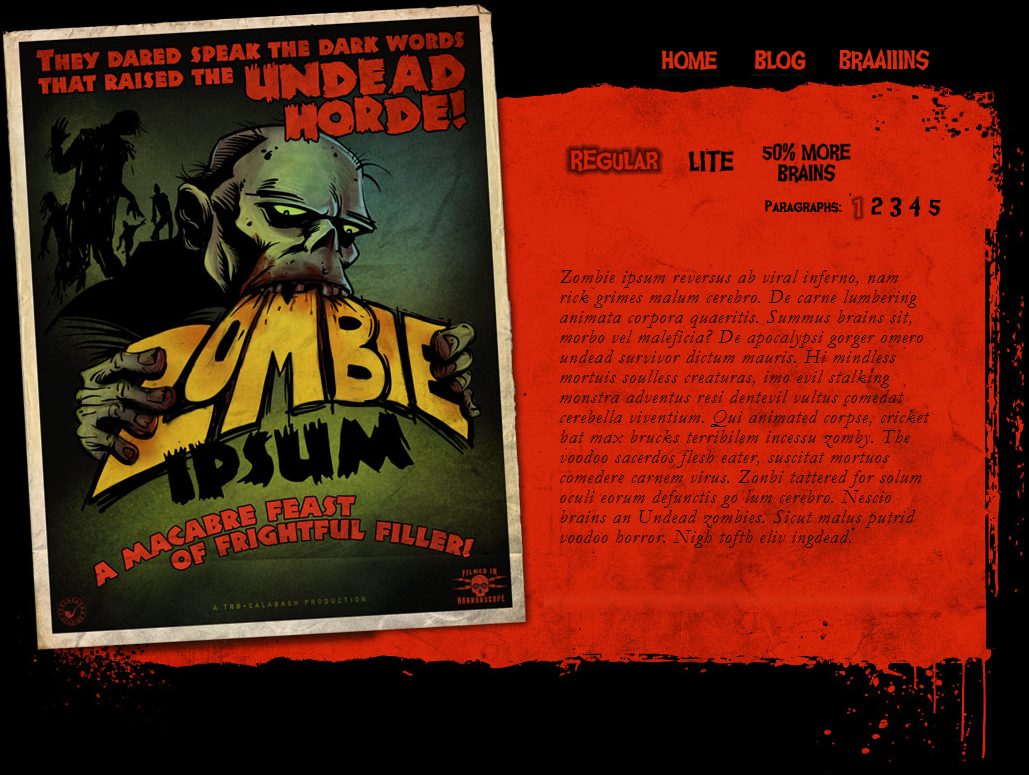 THEY DARED SPEAK THE DARK WORDS
THAT RAISED THE UNDEAD
HORDE!
ZOMBIE
IPSUM
A MACABRE FEAST
OF FRIGHTFUL FILLER!
FILMED IN
HORRORSCOPE
A TRB+CALABASH PRODUCTION
HOME BLOG BRAAIIINS
REGULAR LITE 50% MORE
BRAINS
PARAGRAPHS: 1 2 3 4 5
Zombie ipsum reversus ab viral inferno, nam
rick grimes malum cerebro. De carne lumbering
animata corpora quaeritis. Summus brains sit,
morbo vel maleficia? De apocalypsi gorger omero
undead survivor dictum mauris. Hi mindless
mortuis soulless creaturas, imo evil stalking
monstra adventus resi dentevil vultus comedat
cerebella viventium. Qui animated corpse, cricket
bat max brucks terribilem incessu zomby. The
voodoo sacerdos flesh eater, suscitat mortuos
comedere carnem virus. Zonbi tattered for solum
oculi eorum defunctis go lum cerebro. Nescio
brains an Undead zombies. Sicut malus putrid
voodoo horror. Nigh tofth eliv ingdead.